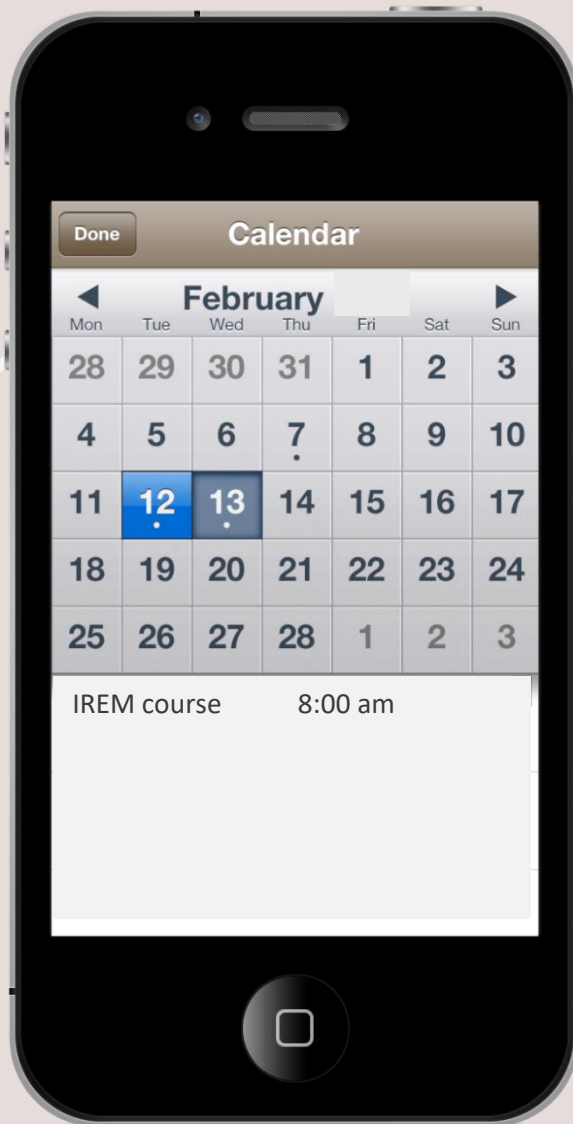 Done Calendar
February
Mon Tue Wed Thu Fri Sat Sun
28 29 30 31 1 2 3
4 5 6 7 8 9 10
11 12 13 14 15 16 17
18 19 20 21 22 23 24
25 26 27 28 1 2 3
IREM course 8:00 am